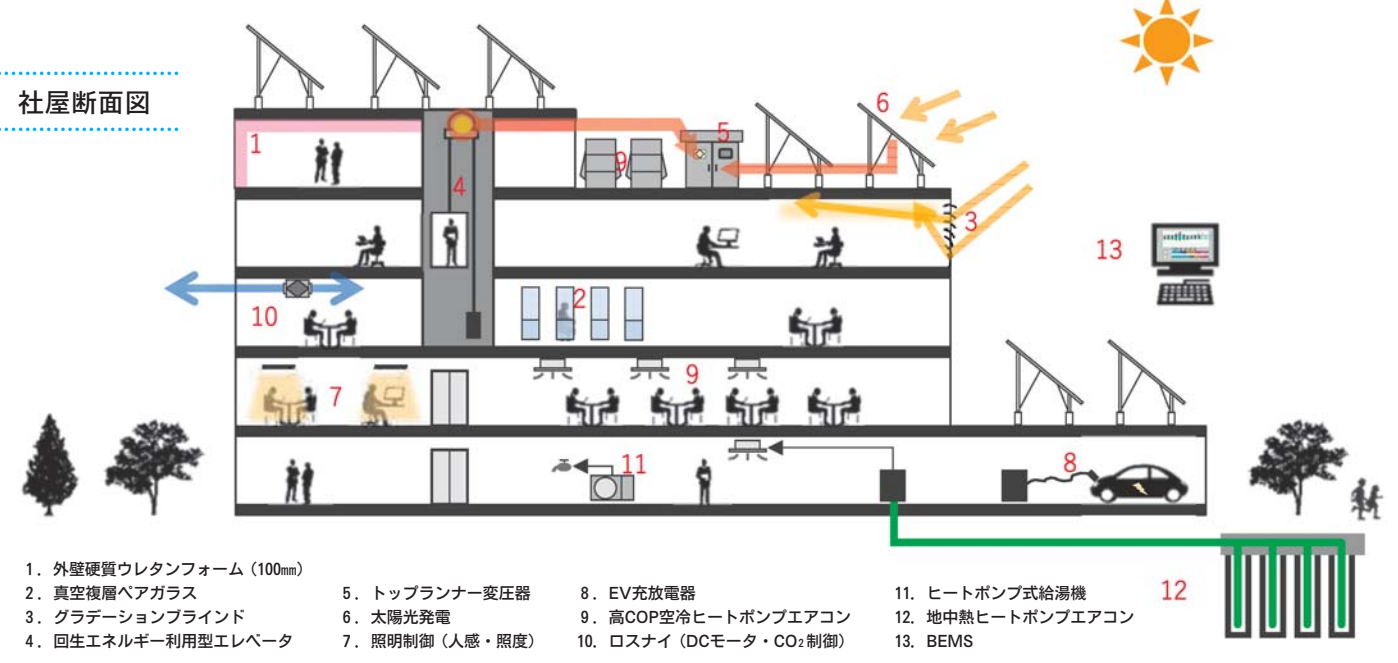 社屋断面図
1
2
3
4
5
6
7
8
9
9
10
11
12
13
1. 外壁硬質ウレタンフォーム（100㎜）
2. 真空複層ペアガラス
3. グラデーションブラインド
4. 回生エネルギー利用型エレベータ
5. トップランナー変圧器
6. 太陽光発電
7. 照明制御（人感・照度）
8. EV充放電器
9. 高COP空冷ヒートポンプエアコン
10. ロスナイ（DCモータ・CO₂制御）
11. ヒートポンプ式給湯機
12. 地中熱ヒートポンプエアコン
13. BEMS